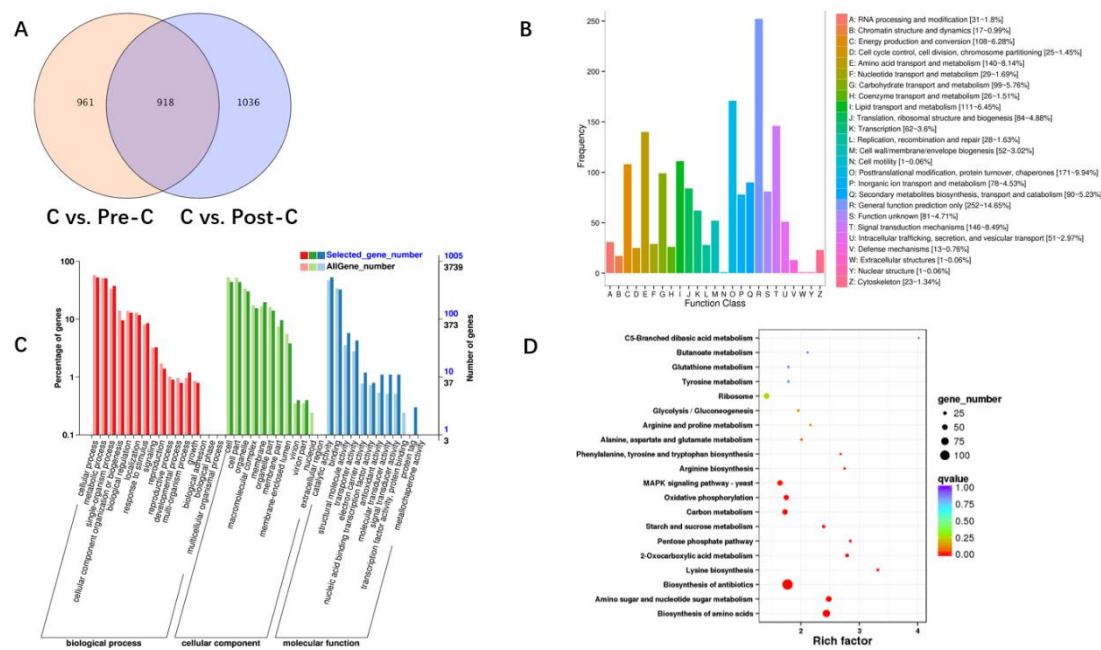 A
961
918
1036
C vs. Pre-C
C vs. Post-C
B
Frequency
250
200
150
100
50
0
A B C D E F G H I J K L M N O P Q R S T U V W Y Z
Function Class
A: RNA processing and modification [31~1.8%]
B: Chromatin structure and dynamics [17~0.99%]
C: Energy production and conversion [108~6.28%]
D: Cell cycle control, cell division, chromosome partitioning [25~1.45%]
E: Amino acid transport and metabolism [140~8.14%]
F: Nucleotide transport and metabolism [29~1.69%]
G: Carbohydrate transport and metabolism [99~5.76%]
H: Coenzyme transport and metabolism [26~1.51%]
I: Lipid transport and metabolism [111~6.45%]
J: Translation, ribosomal structure and biogenesis [84~4.88%]
K: Transcription [62~3.6%]
L: Replication, recombination and repair [28~1.63%]
M: Cell wall/membrane/envelope biogenesis [52~3.02%]
N: Cell motility [1~0.06%]
O: Posttranslational modification, protein turnover, chaperones [171~9.94%]
P: Inorganic ion transport and metabolism [78~4.53%]
Q: Secondary metabolites biosynthesis, transport and catabolism [90~5.23%]
R: General function prediction only [252~14.65%]
S: Function unknown [81~4.71%]
T: Signal transduction mechanisms [146~8.49%]
U: Intracellular trafficking, secretion, and vesicular transport [51~2.97%]
V: Defense mechanisms [13~0.76%]
W: Extracellular structures [1~0.06%]
Y: Nuclear structure [1~0.06%]
Z: Cytoskeleton [23~1.34%]
C
Percentage of genes
100
10
1
0.1
Selected_gene_number
AllGene_number
1005
3739
100
373
10
37
1
3
Number of genes
cellular process
metabolic process
single-organism process
cellular component organization or biogenesis
biological regulation
localization
response to stimulus
signaling
reproduction
reproductive process
developmental process
multi-organism process
growth
biological adhesion
biological phase
multicellular organismal process
cell
cell part
organelle
macromolecular complex
membrane
organelle part
membrane part
membrane-enclosed lumen
virion
virion part
nucleoid
extracellular region
catalytic activity
binding
structural molecule activity
transporter activity
electron carrier activity
antioxidant activity
nucleic acid binding transcription factor activity
molecular transducer activity
signal transducer activity
transcription factor activity, protein binding
protein tag
metallochaperone activity
biological process
cellular component
molecular function
D
C5-Branched dibasic acid metabolism
Butanoate metabolism
Glutathione metabolism
Tyrosine metabolism
Ribosome
Glycolysis / Gluconeogenesis
Arginine and proline metabolism
Alanine, aspartate and glutamate metabolism
Phenylalanine, tyrosine and tryptophan biosynthesis
Arginine biosynthesis
MAPK signaling pathway - yeast
Oxidative phosphorylation
Carbon metabolism
Starch and sucrose metabolism
Pentose phosphate pathway
2-Oxocarboxylic acid metabolism
Lysine biosynthesis
Biosynthesis of antibiotics
Amino sugar and nucleotide sugar metabolism
Biosynthesis of amino acids
2 3 4
Rich factor
gene_number
25
50
75
100
qvalue
1.00
0.75
0.50
0.25
0.00